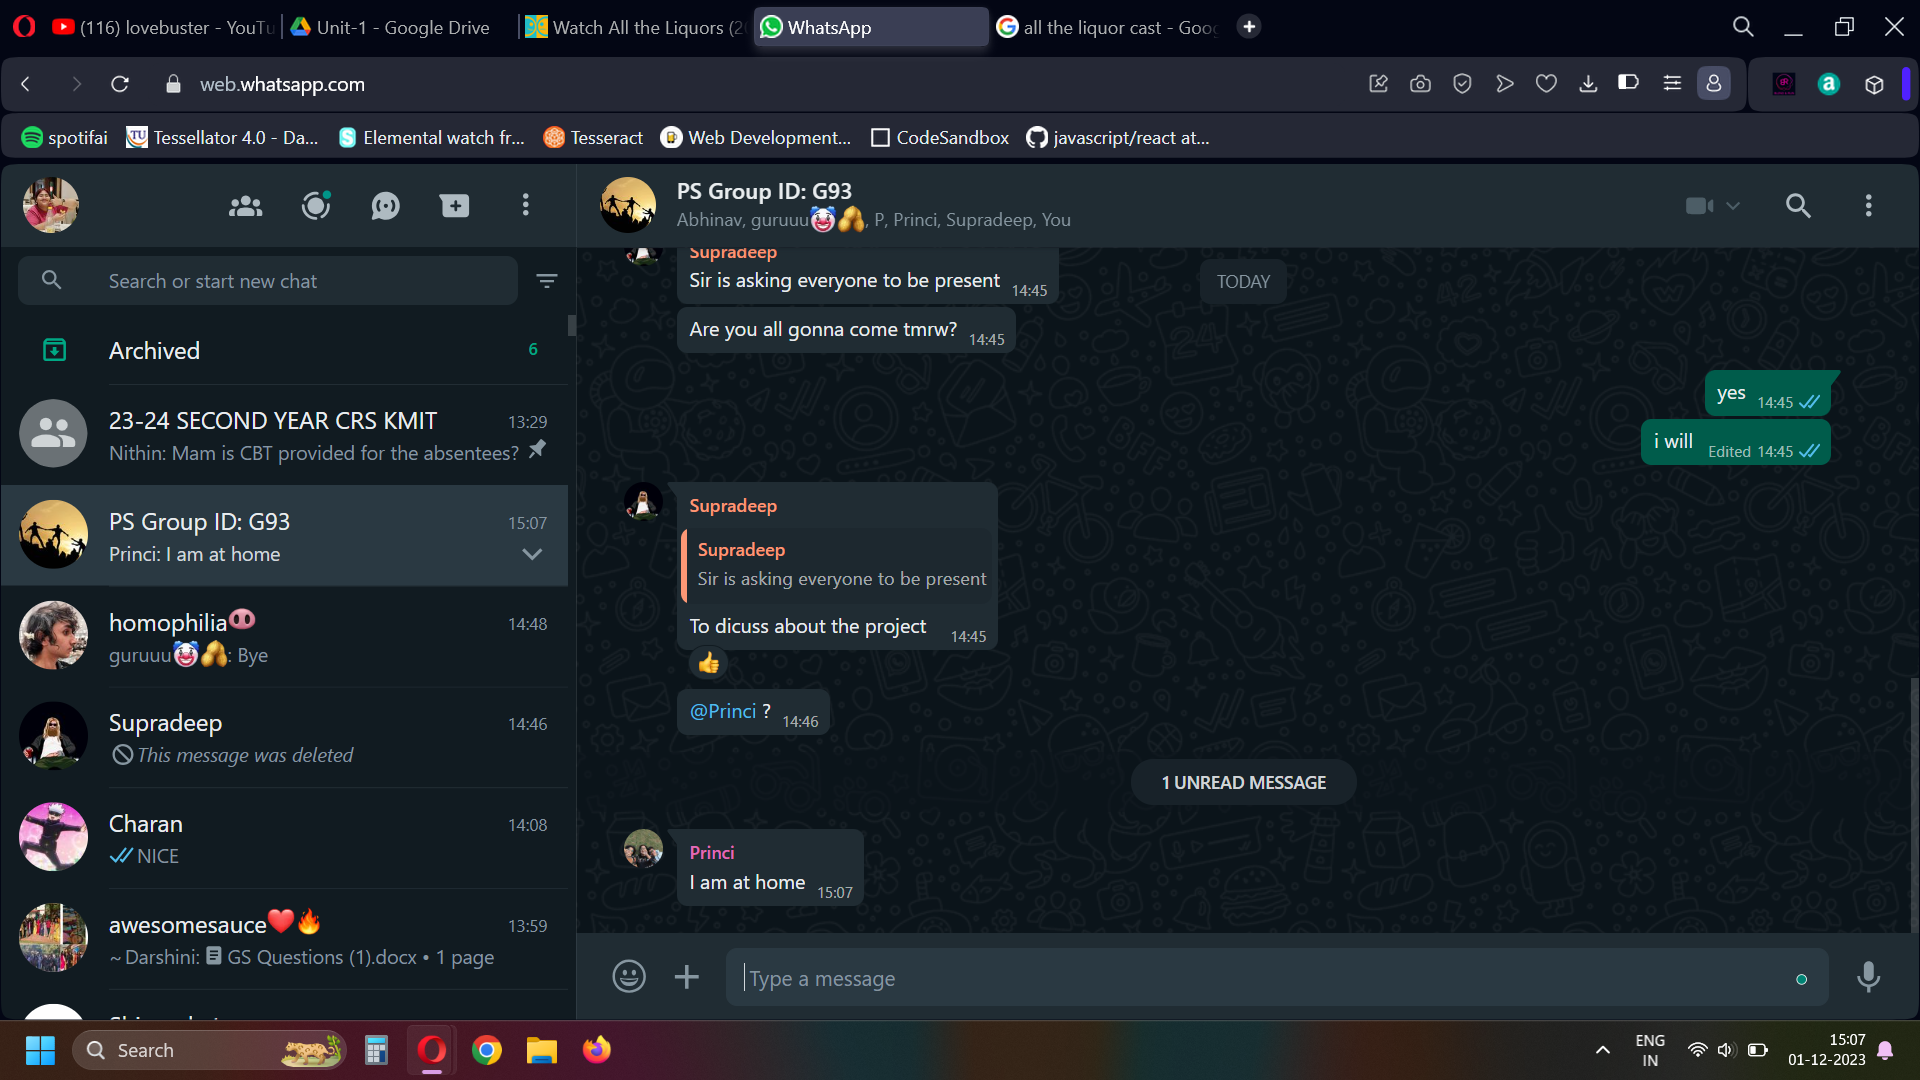 (116) lovebuster - YouTu
Unit-1 - Google Drive
Watch All the Liquors (20
WhatsApp
all the liquor cast - Goog
web.whatsapp.com
spotifai
Tessellator 4.0 - Da...
Elemental watch fr...
Tesseract
Web Development...
CodeSandbox
javascript/react at...
Search or start new chat
Archived
6
23-24 SECOND YEAR CRS KMIT
13:29
Nithin: Mam is CBT provided for the absentees?
PS Group ID: G93
15:07
Princi: I am at home
homophilia🐽
14:48
guruuu🤡🥜: Bye
Supradeep
14:46
This message was deleted
Charan
14:08
NICE
awesomesauce❤️🔥
13:59
~ Darshini: GS Questions (1).docx • 1 page
PS Group ID: G93
Abhinav, guruuu🤡🥜, P, Princi, Supradeep, You
TODAY
Supradeep
Sir is asking everyone to be present 14:45
Are you all gonna come tmrw? 14:45
yes 14:45
i will Edited 14:45
Supradeep
Supradeep
Sir is asking everyone to be present
To dicuss about the project 14:45
👍
@Princi ? 14:46
1 UNREAD MESSAGE
Princi
I am at home 15:07
Type a message
Search
ENG
IN
15:07
01-12-2023